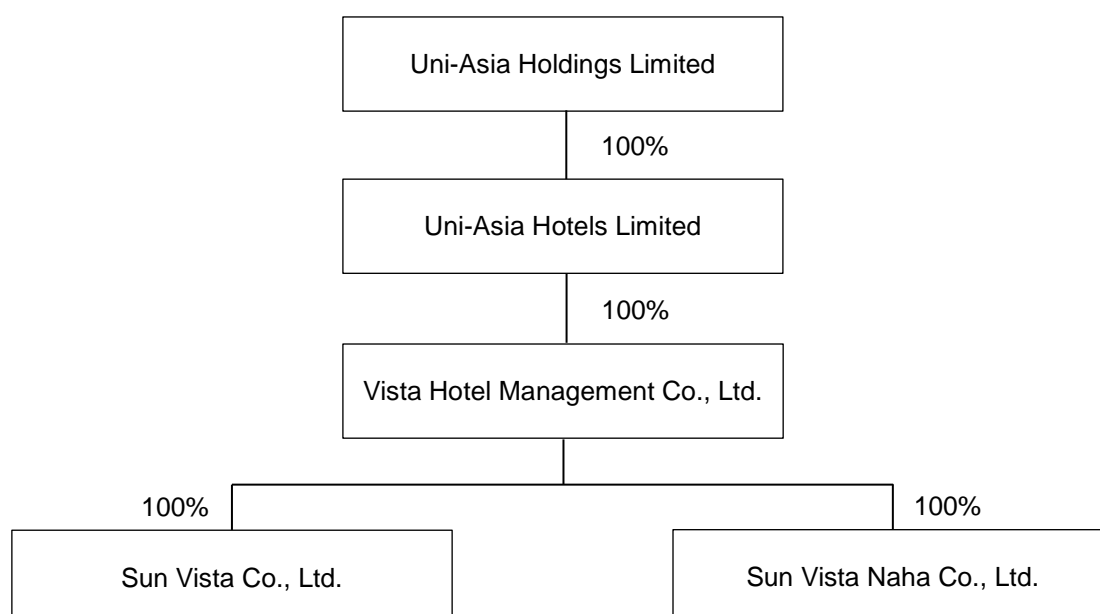 Uni-Asia Holdings Limited
100%
Uni-Asia Hotels Limited
100%
Vista Hotel Management Co., Ltd.
100%
100%
Sun Vista Co., Ltd.
Sun Vista Naha Co., Ltd.